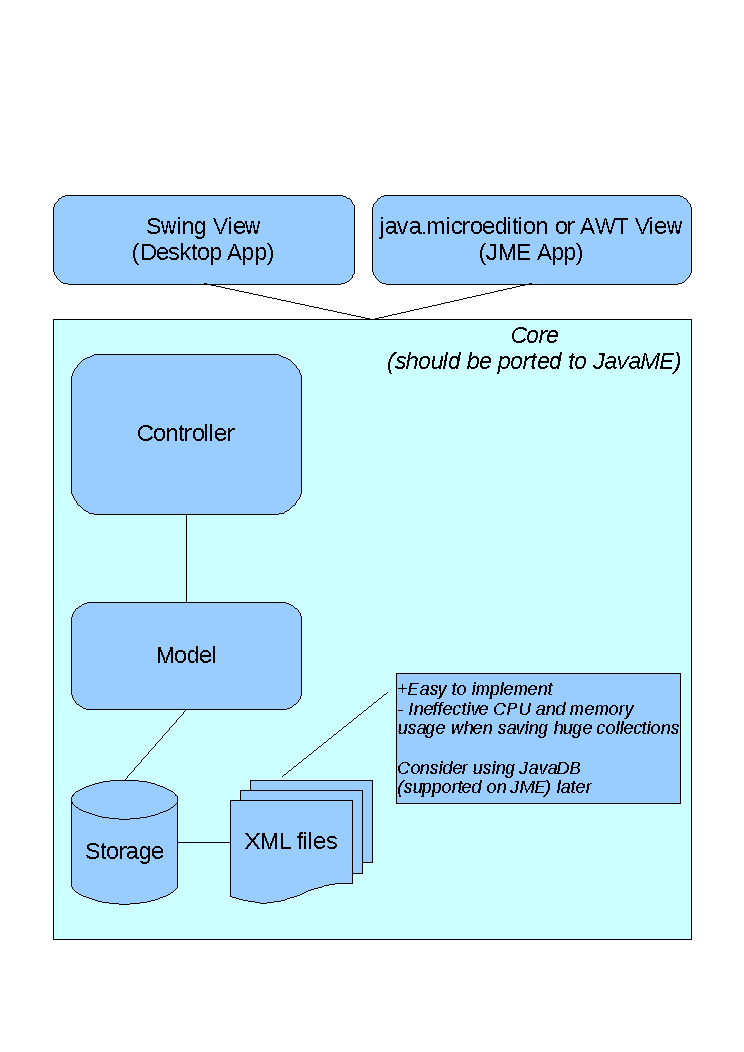 Swing View
(Desktop App)
java.microedition or AWT View
(JME App)
Core
(should be ported to JavaME)
Controller
Model
+Easy to implement
- Ineffective CPU and memory
usage when saving huge collections
Consider using JavaDB
(supported on JME) later
Storage
XML files